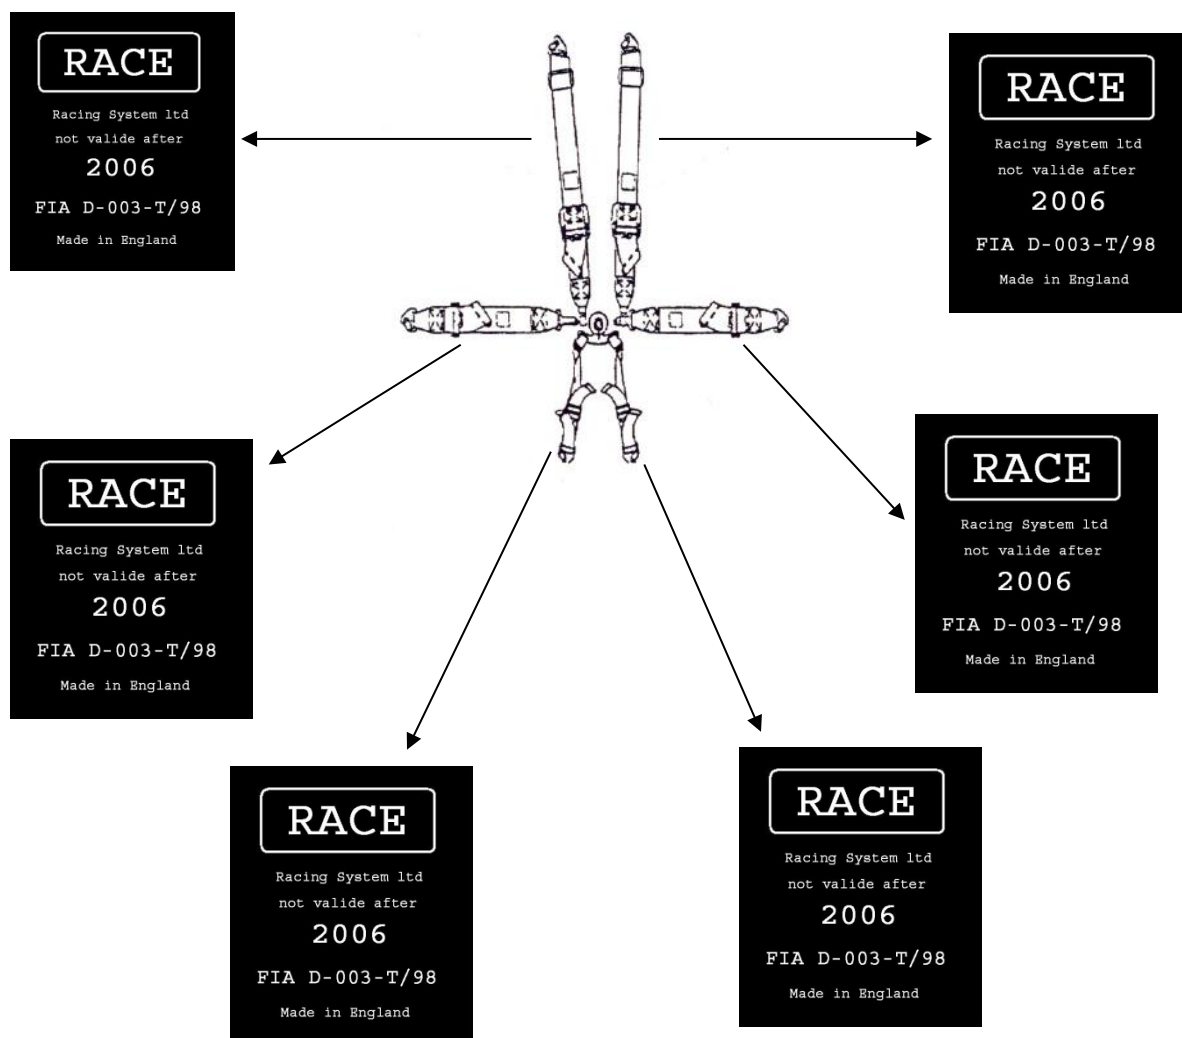 RACE
Racing System ltd
not valide after
2006
FIA D-003-T/98
Made in England
RACE
Racing System ltd
not valide after
2006
FIA D-003-T/98
Made in England
RACE
Racing System ltd
not valide after
2006
FIA D-003-T/98
Made in England
RACE
Racing System ltd
not valide after
2006
FIA D-003-T/98
Made in England
RACE
Racing System ltd
not valide after
2006
FIA D-003-T/98
Made in England
RACE
Racing System ltd
not valide after
2006
FIA D-003-T/98
Made in England